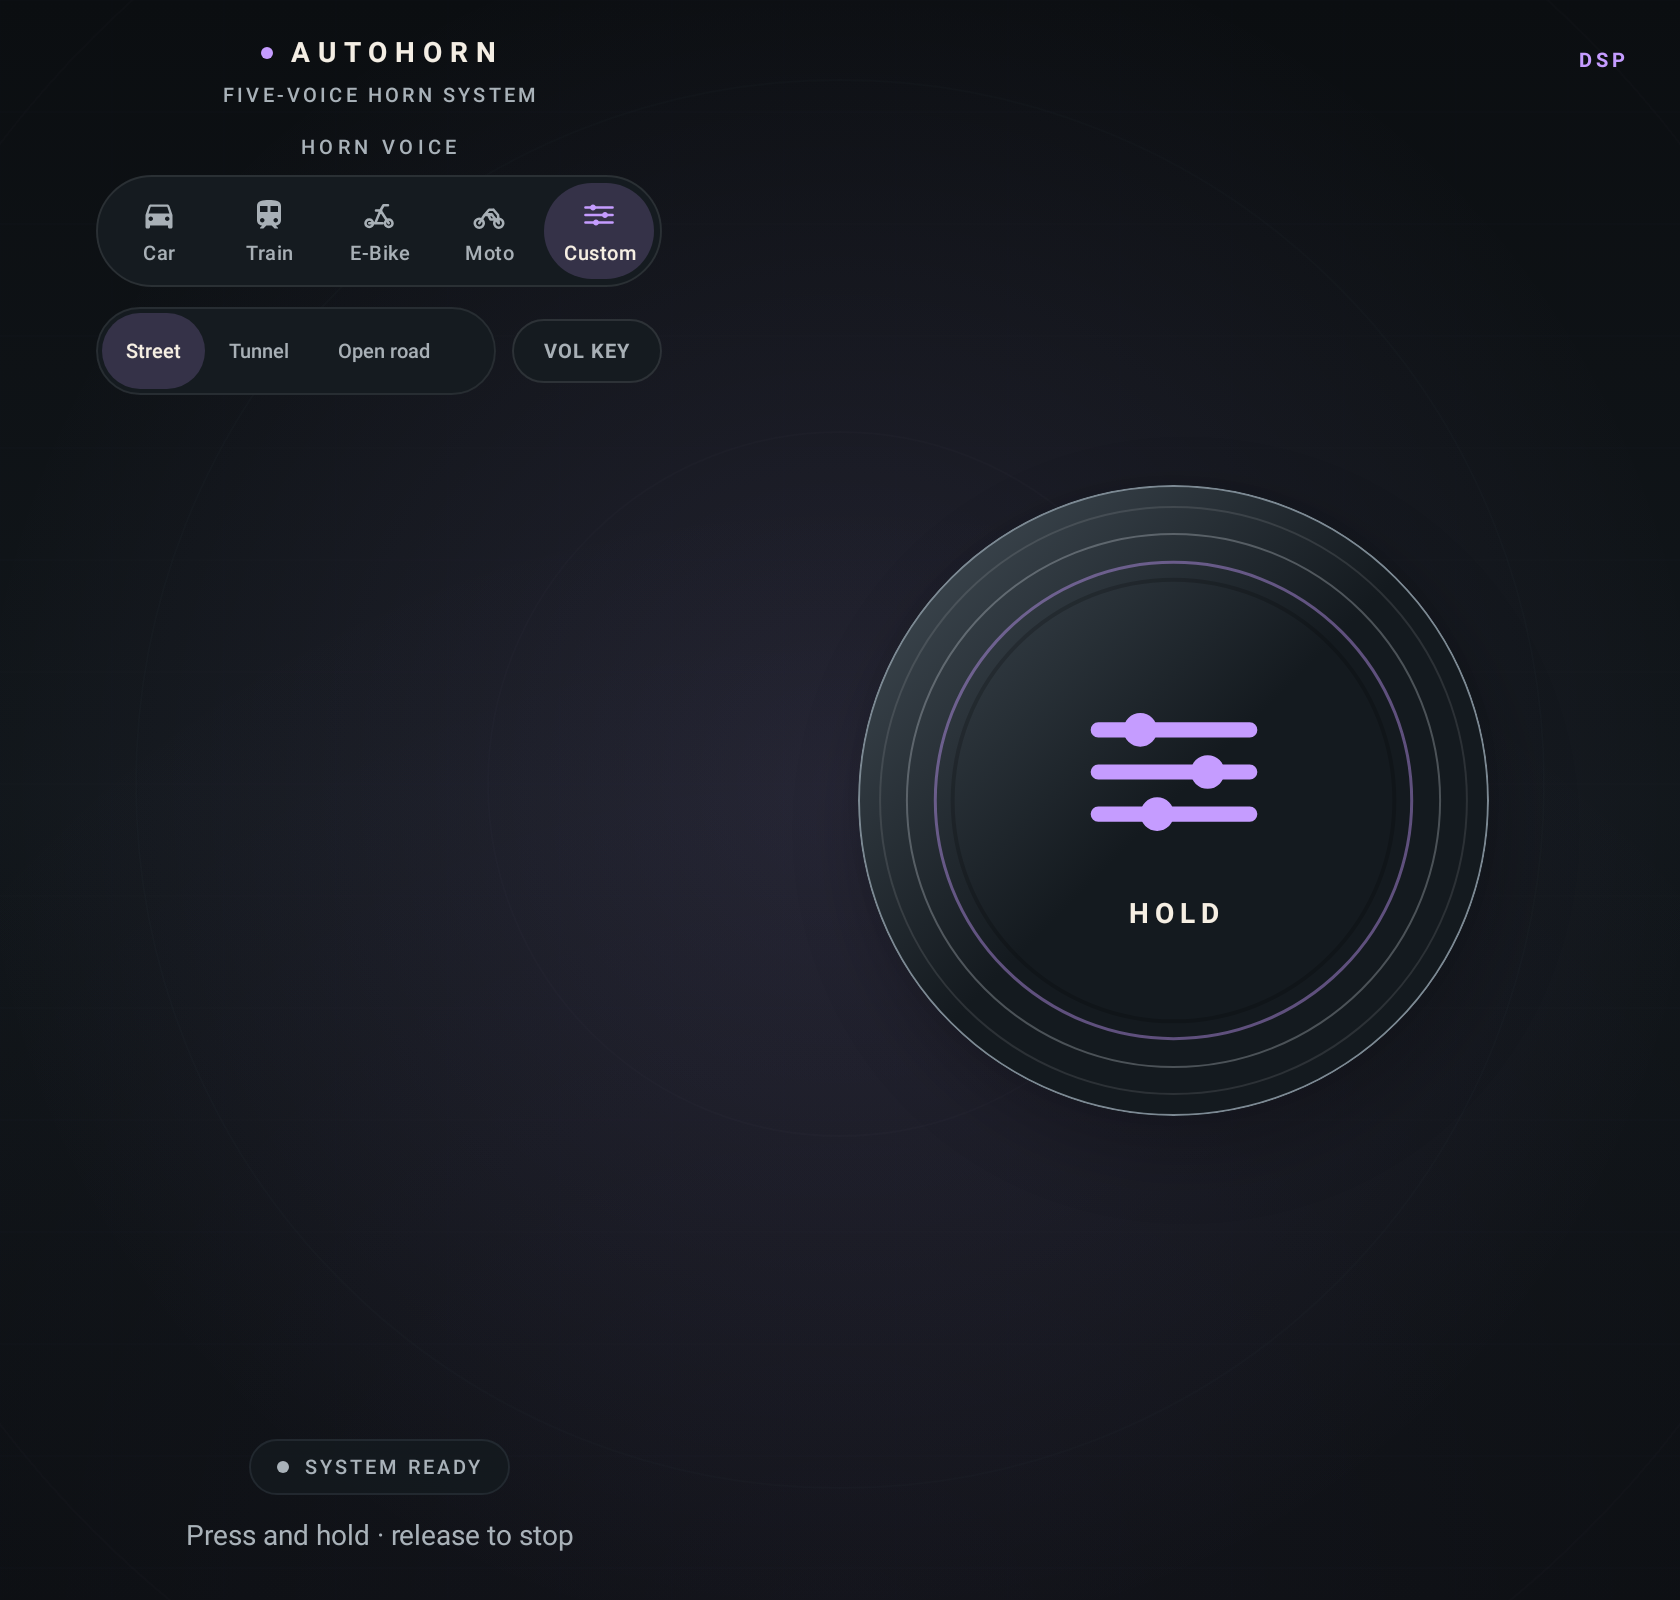 AUTOHORN
DSP
FIVE-VOICE HORN SYSTEM
HORN VOICE
Car Train E-Bike Moto Custom
Street Tunnel Open road VOL KEY
HOLD
SYSTEM READY
Press and hold · release to stop